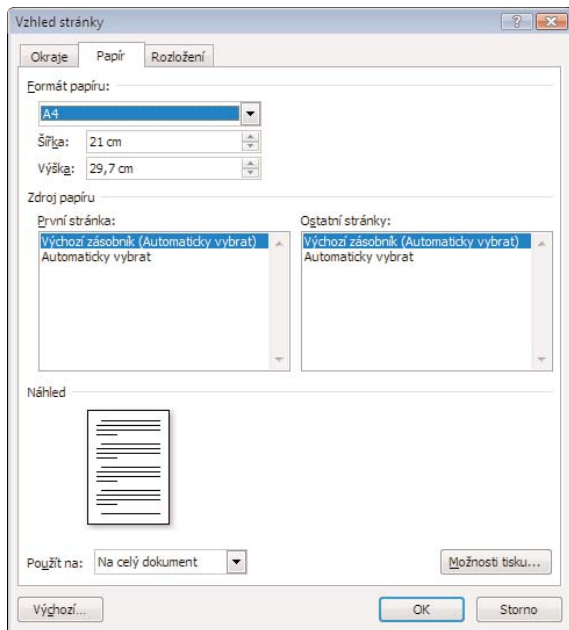 Vzhled stránky
Okraje Papír Rozložení
Formát papíru:
A4
Šířka: 21 cm
Výška: 29,7 cm
Zdroj papíru
První stránka: Ostatní stránky:
Výchozí zásobník (Automaticky vybrat) Výchozí zásobník (Automaticky vybrat)
Automaticky vybrat Automaticky vybrat
Náhled
Použít na: Na celý dokument Možnosti tisku...
Výchozí... OK Storno